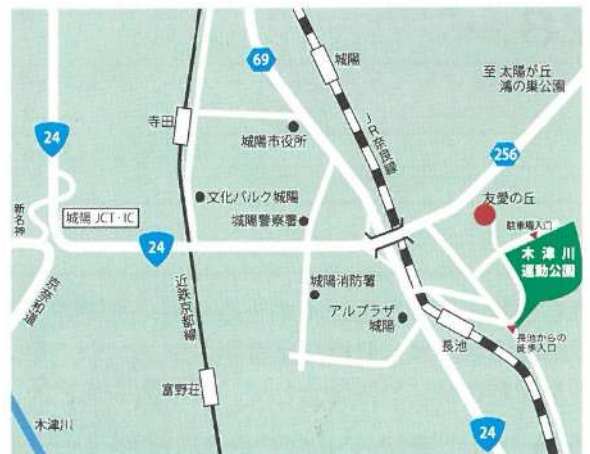 69
城陽
至 太陽が丘
鴻の巣公園
寺田
24
城陽市役所
JR奈良線
256
文化パルク城陽
友愛の丘
新名神
城陽 JCT・IC
城陽警察署
駐車場入口
24
木津川
運動公園
京奈和道
近鉄京都線
城陽消防署
アルプラザ
城陽
長池
長池からの
徒歩入口
富野荘
木津川
24